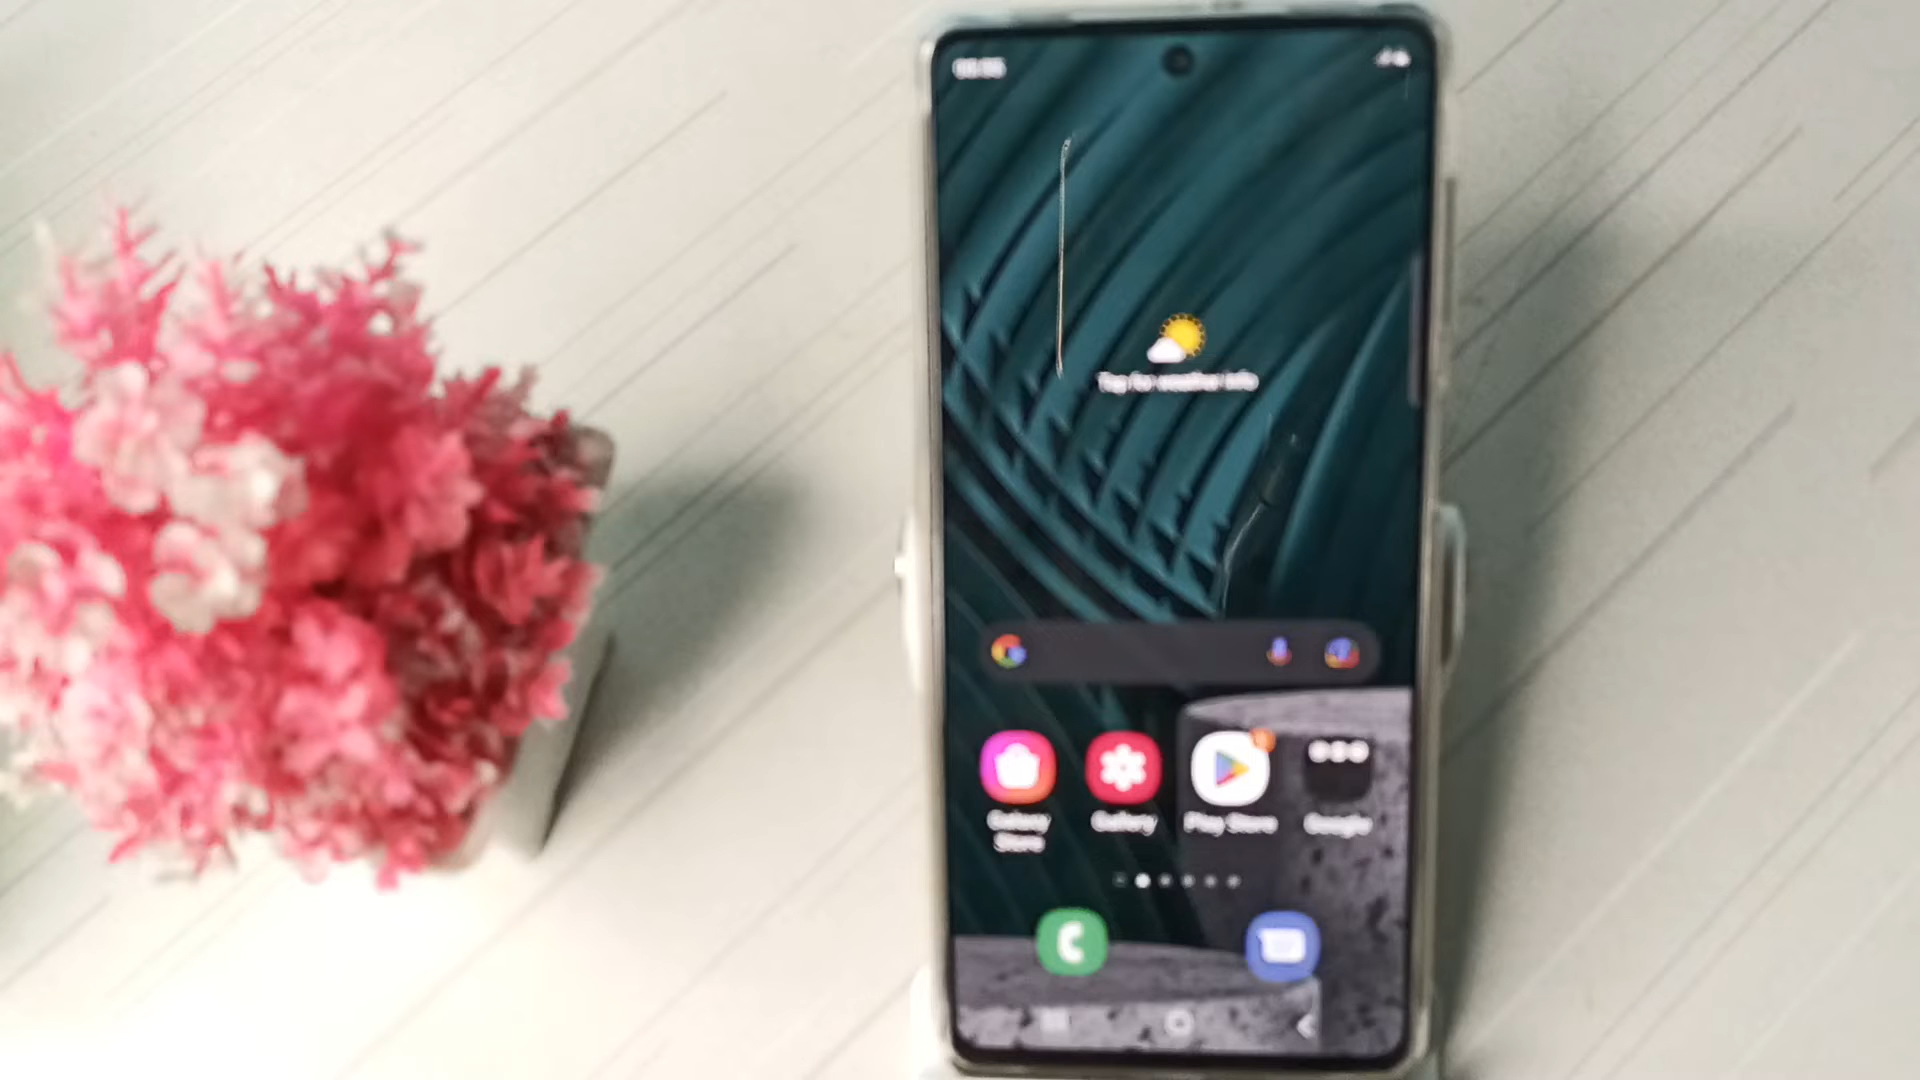 Tap for weather info
Galaxy
Store
Gallery
Play Store
Google